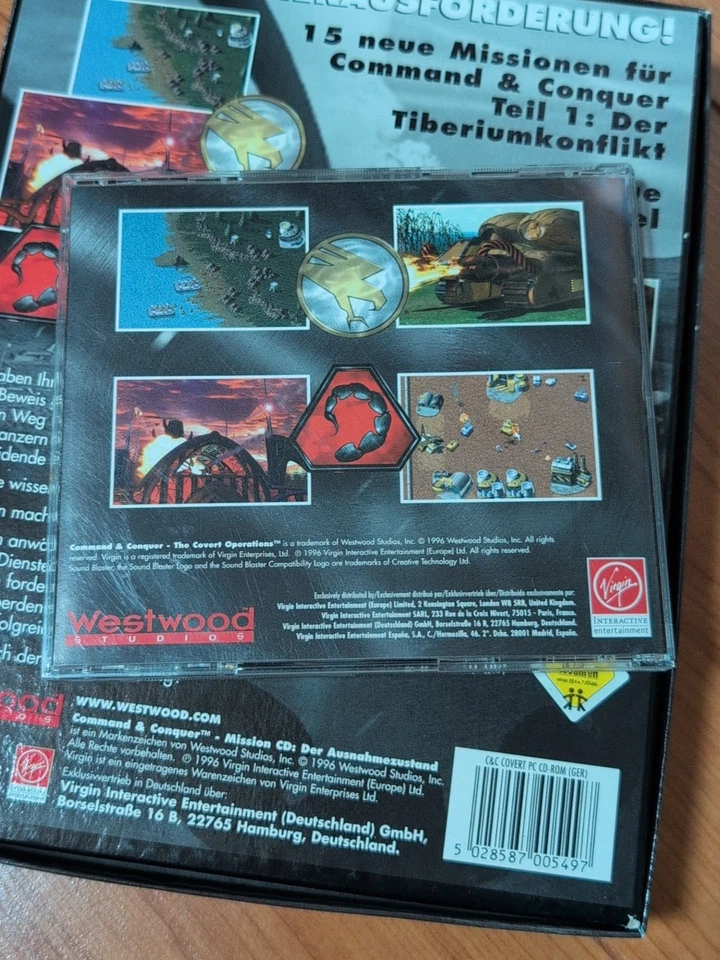 HERAUSFORDERUNG!
15 neue Missionen für
Command & Conquer
Teil 1: Der
Tiberiumkonflikt
Command & Conquer - The Covert Operations™ is a trademark of Westwood Studios, Inc. © 1996 Westwood Studios, Inc. All rights
reserved. Virgin is a registered trademark of Virgin Enterprises, Ltd. ℗ 1996 Virgin Interactive Entertainment (Europe) Ltd. All rights reserved.
Sound Blaster, the Sound Blaster Logo and the Sound Blaster Compatibility Logo are trademarks of Creative Technology Ltd.
Exclusively distributed by/Exclusivement distribué par/Exklusivvertrieb über/Distribuido exclusivamente por:
Virgin Interactive Entertainment (Europe) Limited, 2 Kensington Square, London W8 5RB, United Kingdom.
Virgin Interactive Entertainment SARL, 233 Rue de la Croix Nivert, 75015 - Paris, France.
Virgin Interactive Entertainment (Deutschland) GmbH, Borselstraße 16 B, 22765 Hamburg, Deutschland.
Virgin Interactive Entertainment España, S.A., C/Hermosilla, 46. 2º. Dcha. 28001 Madrid, España.
Westwood
STUDIOS
Virgin
INTERACTIVE
entertainment
WWW.WESTWOOD.COM
Command & Conquer™ - Mission CD: Der Ausnahmezustand
ist ein Markenzeichen von Westwood Studios, Inc. © 1996 Westwood Studios, Inc.
Alle Rechte vorbehalten. ℗ 1996 Virgin Interactive Entertainment (Europe) Ltd.
Virgin ist ein eingetragenes Warenzeichen von Virgin Enterprises Ltd.
Exklusivvertrieb in Deutschland über:
Virgin Interactive Entertainment (Deutschland) GmbH,
Borselstraße 16 B, 22765 Hamburg, Deutschland.
C&C COVERT PC CD-ROM (GER)
5 028587 005497